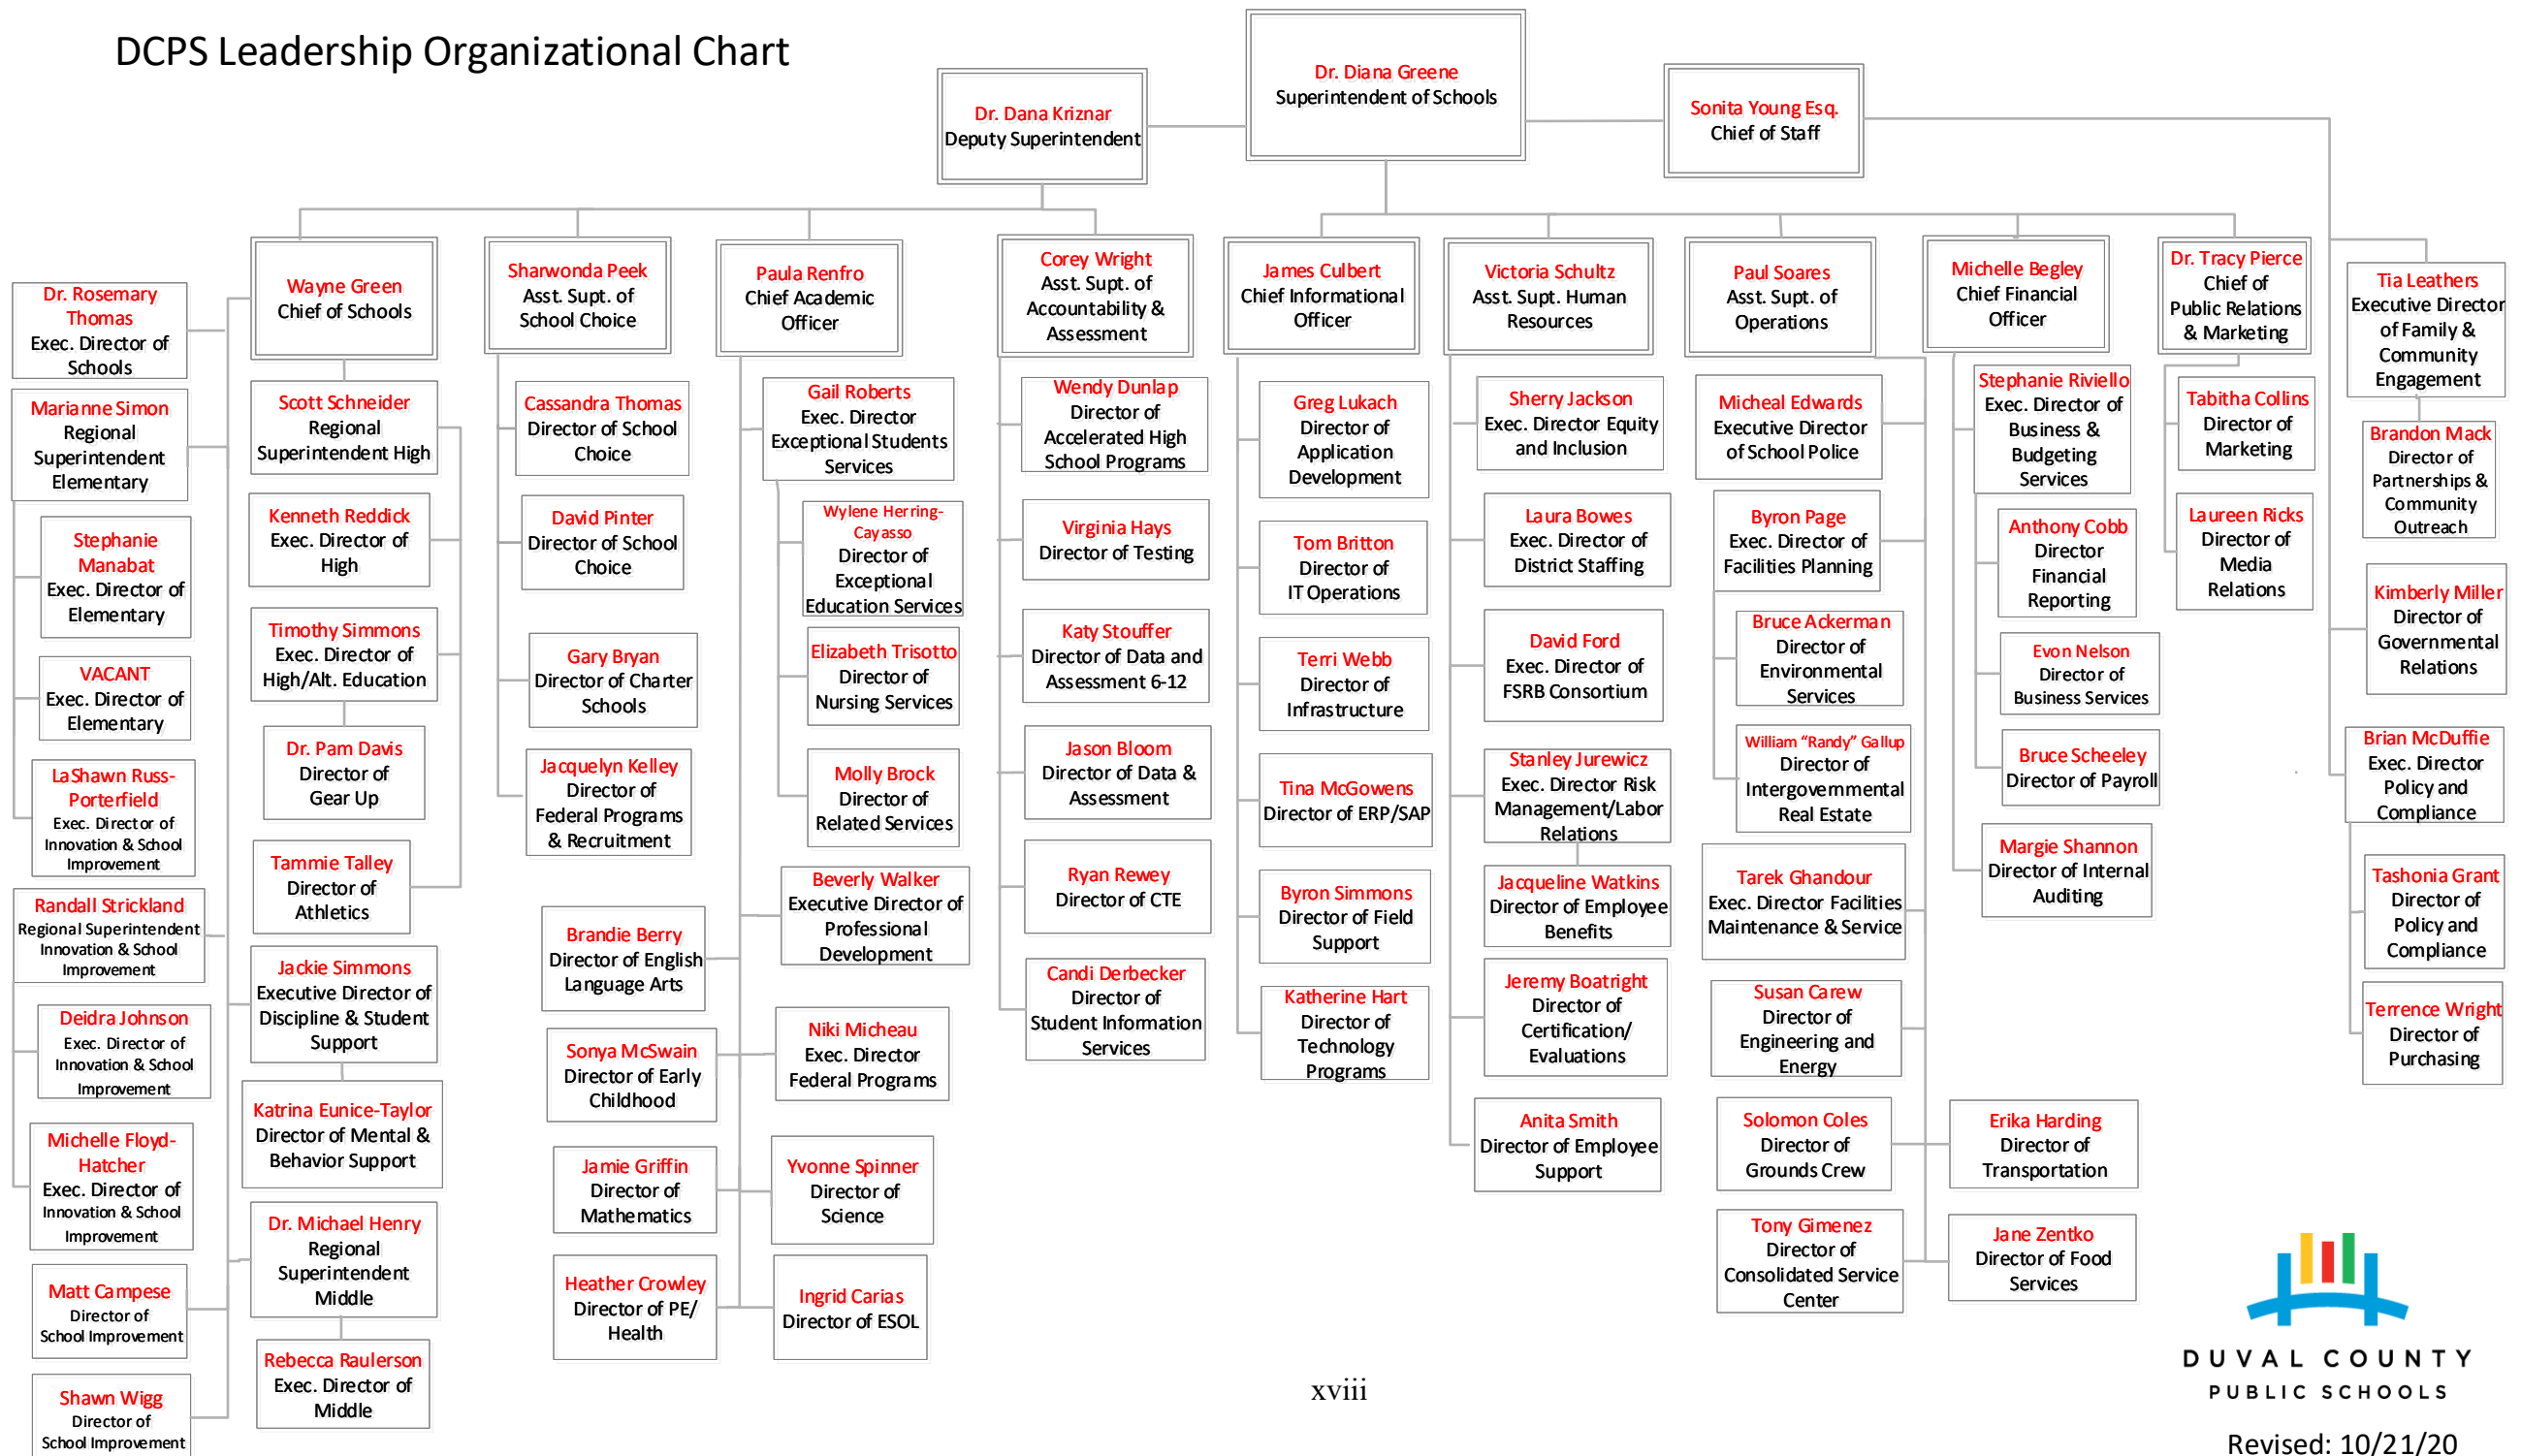 DCPS Leadership Organizational Chart
Dr. Diana Greene
Superintendent of Schools
Dr. Dana Kriznar
Deputy Superintendent
Sonita Young Esq.
Chief of Staff
Dr. Rosemary
Thomas
Exec. Director of
Schools
Marianne Simon
Regional
Superintendent
Elementary
Stephanie
Manabat
Exec. Director of
Elementary
VACANT
Exec. Director of
Elementary
LaShawn Russ-
Porterfield
Exec. Director of
Innovation & School
Improvement
Randall Strickland
Regional Superintendent
Innovation & School
Improvement
Deidra Johnson
Exec. Director of
Innovation & School
Improvement
Michelle Floyd-
Hatcher
Exec. Director of
Innovation & School
Improvement
Matt Campese
Director of
School Improvement
Shawn Wigg
Director of
School Improvement
Wayne Green
Chief of Schools
Scott Schneider
Regional
Superintendent High
Kenneth Reddick
Exec. Director of
High
Timothy Simmons
Exec. Director of
High/Alt. Education
Dr. Pam Davis
Director of
Gear Up
Tammie Talley
Director of
Athletics
Jackie Simmons
Executive Director of
Discipline & Student
Support
Katrina Eunice-Taylor
Director of Mental &
Behavior Support
Dr. Michael Henry
Regional
Superintendent
Middle
Rebecca Raulerson
Exec. Director of
Middle
Sharwonda Peek
Asst. Supt. of
School Choice
Cassandra Thomas
Director of School
Choice
David Pinter
Director of School
Choice
Gary Bryan
Director of Charter
Schools
Jacquelyn Kelley
Director of
Federal Programs
& Recruitment
Paula Renfro
Chief Academic
Officer
Gail Roberts
Exec. Director
Exceptional Students
Services
Wylene Herring-
Cayasso
Director of
Exceptional
Education Services
Elizabeth Trisotto
Director of
Nursing Services
Molly Brock
Director of
Related Services
Beverly Walker
Executive Director of
Professional
Development
Brandie Berry
Director of English
Language Arts
Niki Micheau
Exec. Director
Federal Programs
Sonya McSwain
Director of Early
Childhood
Yvonne Spinner
Director of
Science
Jamie Griffin
Director of
Mathematics
Ingrid Carias
Director of ESOL
Heather Crowley
Director of PE/
Health
Corey Wright
Asst. Supt. of
Accountability &
Assessment
Wendy Dunlap
Director of
Accelerated High
School Programs
Virginia Hays
Director of Testing
Katy Stouffer
Director of Data and
Assessment 6-12
Jason Bloom
Director of Data &
Assessment
Ryan Rewey
Director of CTE
Candi Derbecker
Director of
Student Information
Services
James Culbert
Chief Informational
Officer
Greg Lukach
Director of
Application
Development
Tom Britton
Director of
IT Operations
Terri Webb
Director of
Infrastructure
Tina McGowens
Director of ERP/SAP
Byron Simmons
Director of Field
Support
Katherine Hart
Director of
Technology
Programs
Victoria Schultz
Asst. Supt. Human
Resources
Sherry Jackson
Exec. Director Equity
and Inclusion
Laura Bowes
Exec. Director of
District Staffing
David Ford
Exec. Director of
FSRB Consortium
Stanley Jurewicz
Exec. Director Risk
Management/Labor
Relations
Jacqueline Watkins
Director of Employee
Benefits
Jeremy Boatright
Director of
Certification/
Evaluations
Anita Smith
Director of Employee
Support
Paul Soares
Asst. Supt. of
Operations
Micheal Edwards
Executive Director
of School Police
Byron Page
Exec. Director of
Facilities Planning
Bruce Ackerman
Director of
Environmental
Services
William “Randy” Gallup
Director of
Intergovernmental
Real Estate
Tarek Ghandour
Exec. Director Facilities
Maintenance & Service
Susan Carew
Director of
Engineering and
Energy
Solomon Coles
Director of
Grounds Crew
Erika Harding
Director of
Transportation
Tony Gimenez
Director of
Consolidated Service
Center
Jane Zentko
Director of Food
Services
Michelle Begley
Chief Financial
Officer
Stephanie Riviello
Exec. Director of
Business &
Budgeting
Services
Anthony Cobb
Director
Financial
Reporting
Evon Nelson
Director of
Business Services
Bruce Scheeley
Director of Payroll
Margie Shannon
Director of Internal
Auditing
Dr. Tracy Pierce
Chief of
Public Relations
& Marketing
Tabitha Collins
Director of
Marketing
Laureen Ricks
Director of
Media
Relations
Tia Leathers
Executive Director
of Family &
Community
Engagement
Brandon Mack
Director of
Partnerships &
Community
Outreach
Kimberly Miller
Director of
Governmental
Relations
Brian McDuffie
Exec. Director
Policy and
Compliance
Tashonia Grant
Director of
Policy and
Compliance
Terrence Wright
Director of
Purchasing
xviii
DUVAL COUNTY
PUBLIC SCHOOLS
Revised: 10/21/20